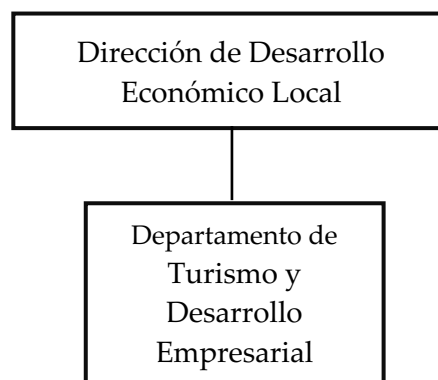 Dirección de Desarrollo
Económico Local
Departamento de
Turismo y
Desarrollo
Empresarial